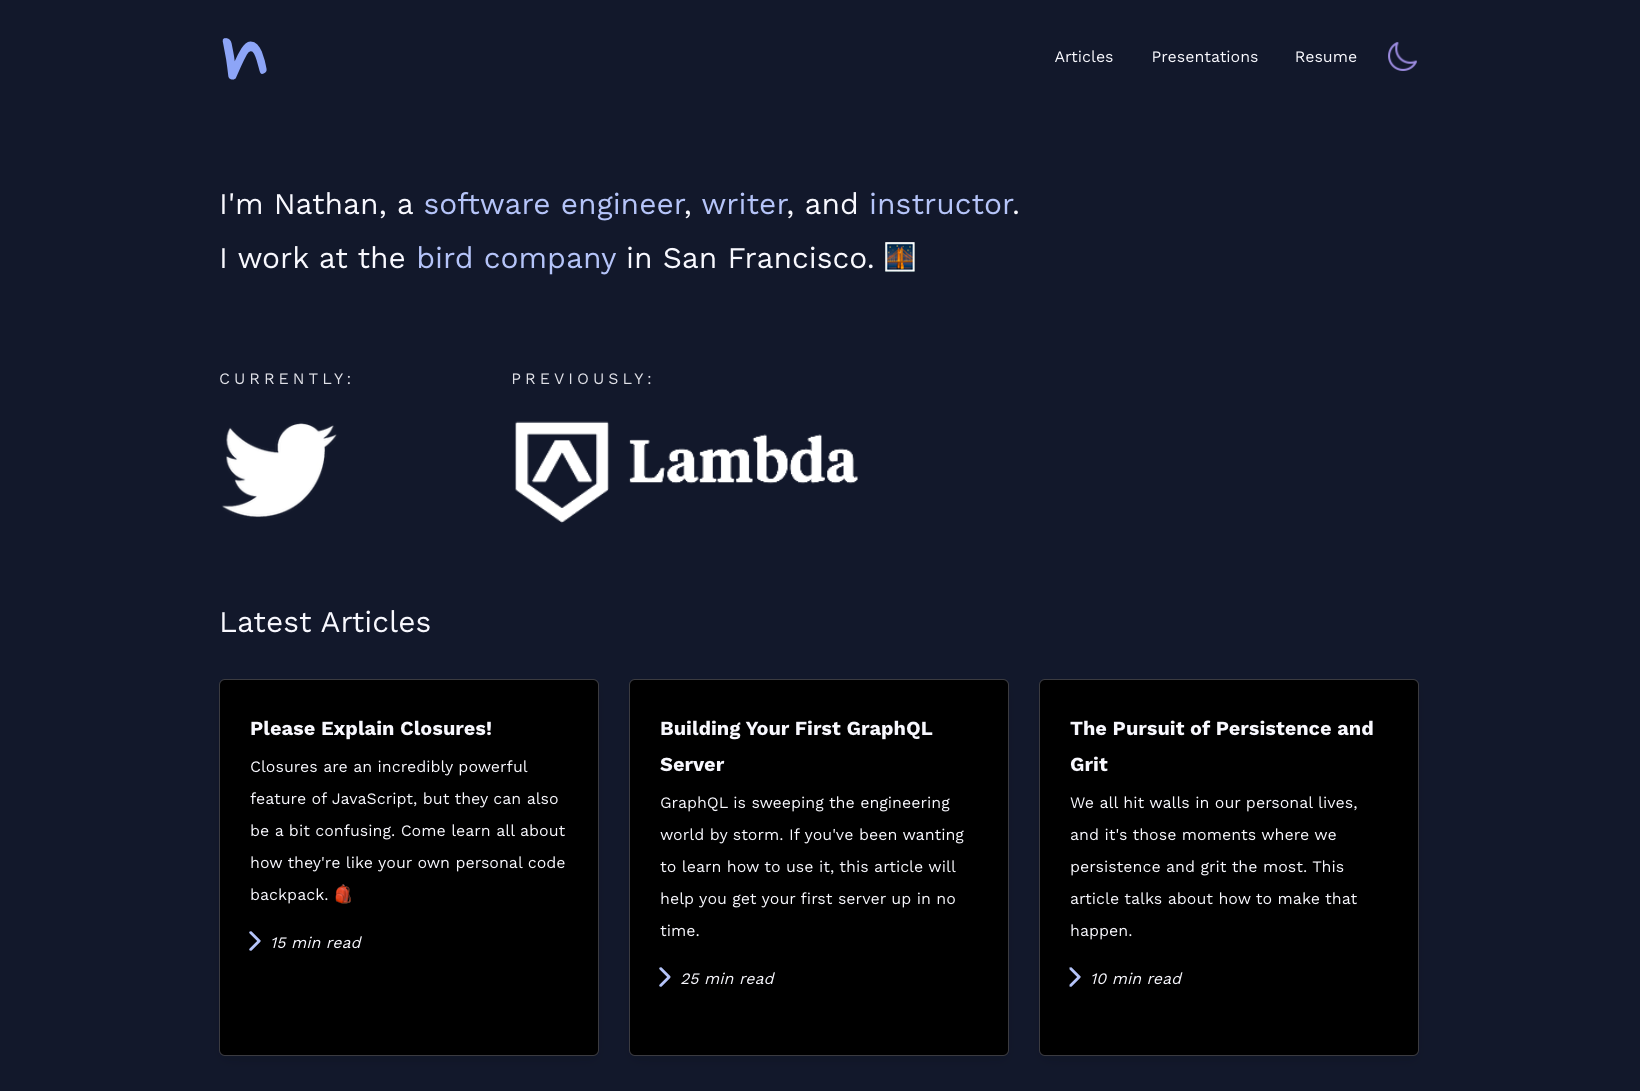 n
Articles Presentations Resume
I'm Nathan, a software engineer, writer, and instructor.
I work at the bird company in San Francisco.
CURRENTLY:
PREVIOUSLY:
Lambda
Latest Articles
Please Explain Closures!
Closures are an incredibly powerful
feature of JavaScript, but they can also
be a bit confusing. Come learn all about
how they're like your own personal code
backpack.
15 min read
Building Your First GraphQL
Server
GraphQL is sweeping the engineering
world by storm. If you've been wanting
to learn how to use it, this article will
help you get your first server up in no
time.
25 min read
The Pursuit of Persistence and
Grit
We all hit walls in our personal lives,
and it's those moments where we
persistence and grit the most. This
article talks about how to make that
happen.
10 min read